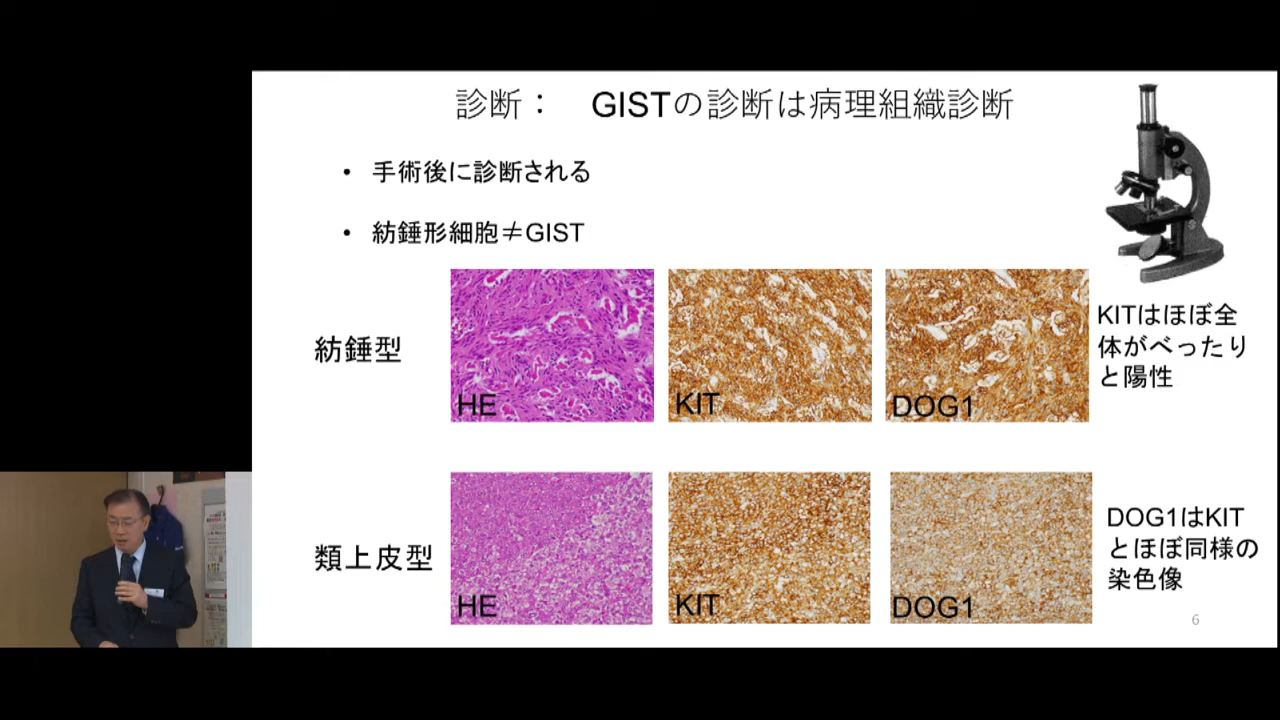 診断： GISTの診断は病理組織診断
• 手術後に診断される
• 紡錘形細胞≠GIST
紡錘型
HE
KIT
DOG1
KITはほぼ全
体がべったり
と陽性
類上皮型
HE
KIT
DOG1
DOG1はKIT
とほぼ同様の
染色像
6